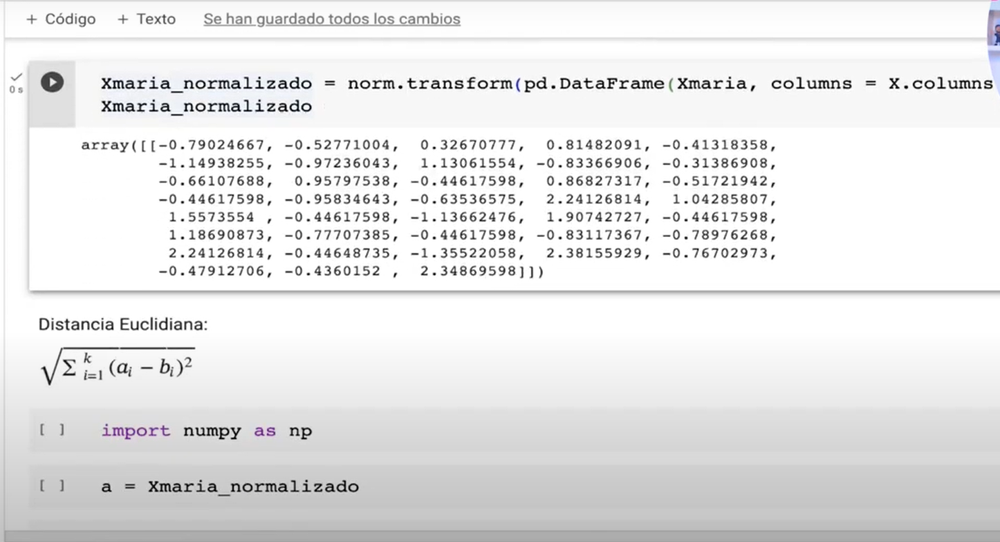 + Código + Texto Se han guardado todos los cambios
0 s
Xmaria_normalizado = norm.transform(pd.DataFrame(Xmaria, columns = X.columns
Xmaria_normalizado
array([[-0.79024667, -0.52771004, 0.32670777, 0.81482091, -0.41318358,
-1.14938255, -0.97236043, 1.13061554, -0.83366906, -0.31386908,
-0.66107688, 0.95797538, -0.44617598, 0.86827317, -0.51721942,
-0.44617598, -0.95834643, -0.63536575, 2.24126814, 1.04285807,
1.5573554 , -0.44617598, -1.13662476, 1.90742727, -0.44617598,
1.18690873, -0.77707385, -0.44617598, -0.83117367, -0.78976268,
2.24126814, -0.44648735, -1.35522058, 2.38155929, -0.76702973,
-0.47912706, -0.4360152 , 2.34869598]])
Distancia Euclidiana:
√Σ k i=1 (ai − bi)²
[ ] import numpy as np
[ ] a = Xmaria_normalizado